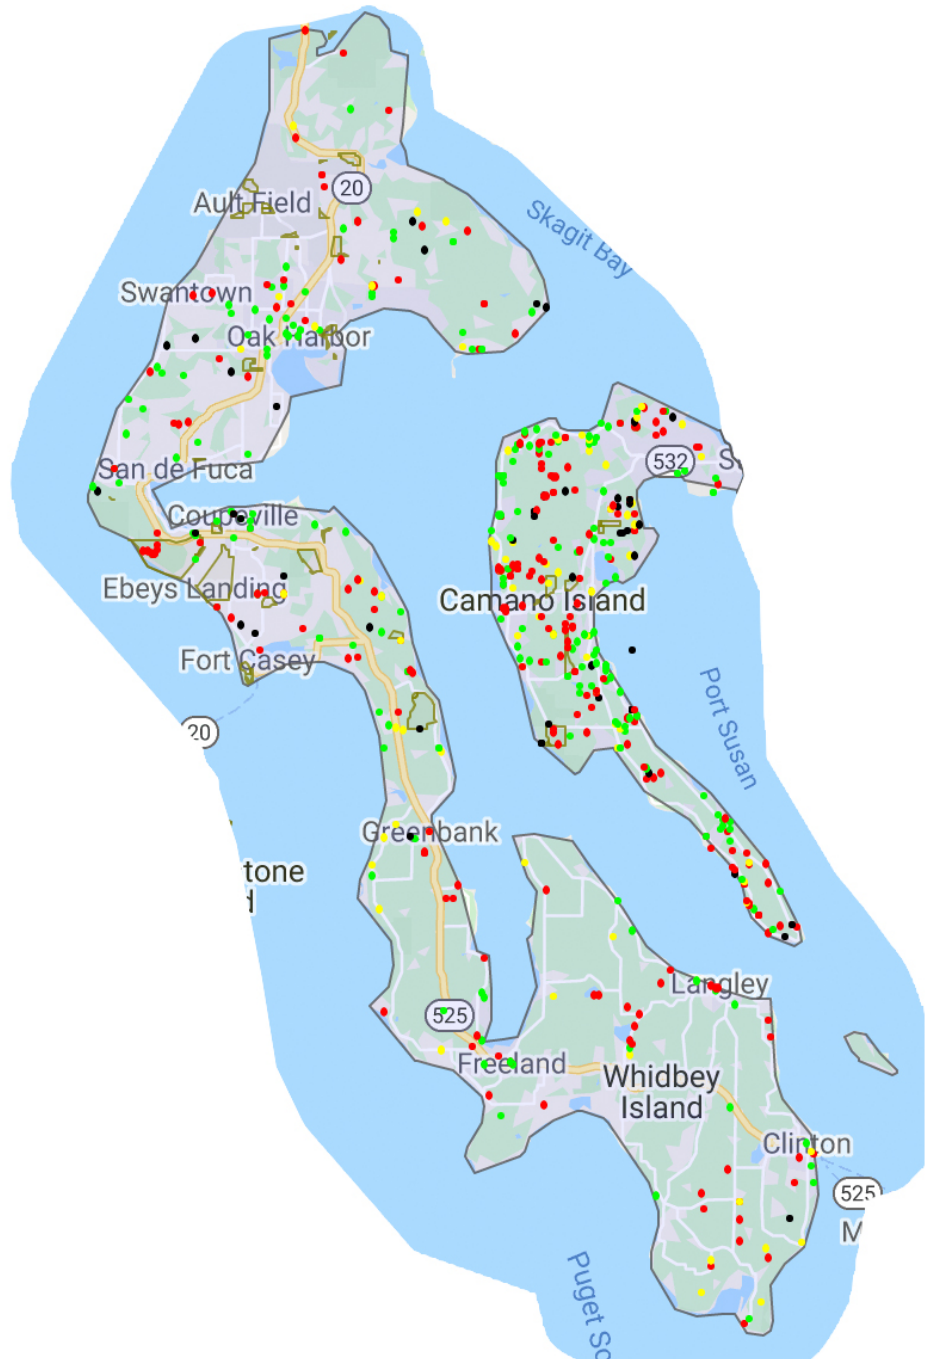 20
Ault Field
Skagit Bay
Swantown
Oak Harbor
532
San de Fuca
Coupeville
Ebeys Landing
Camano Island
Fort Casey
20
Port Susan
Greenbank
tone
Langley
525
Freeland
Whidbey
Island
Clinton
525
M
Puget So